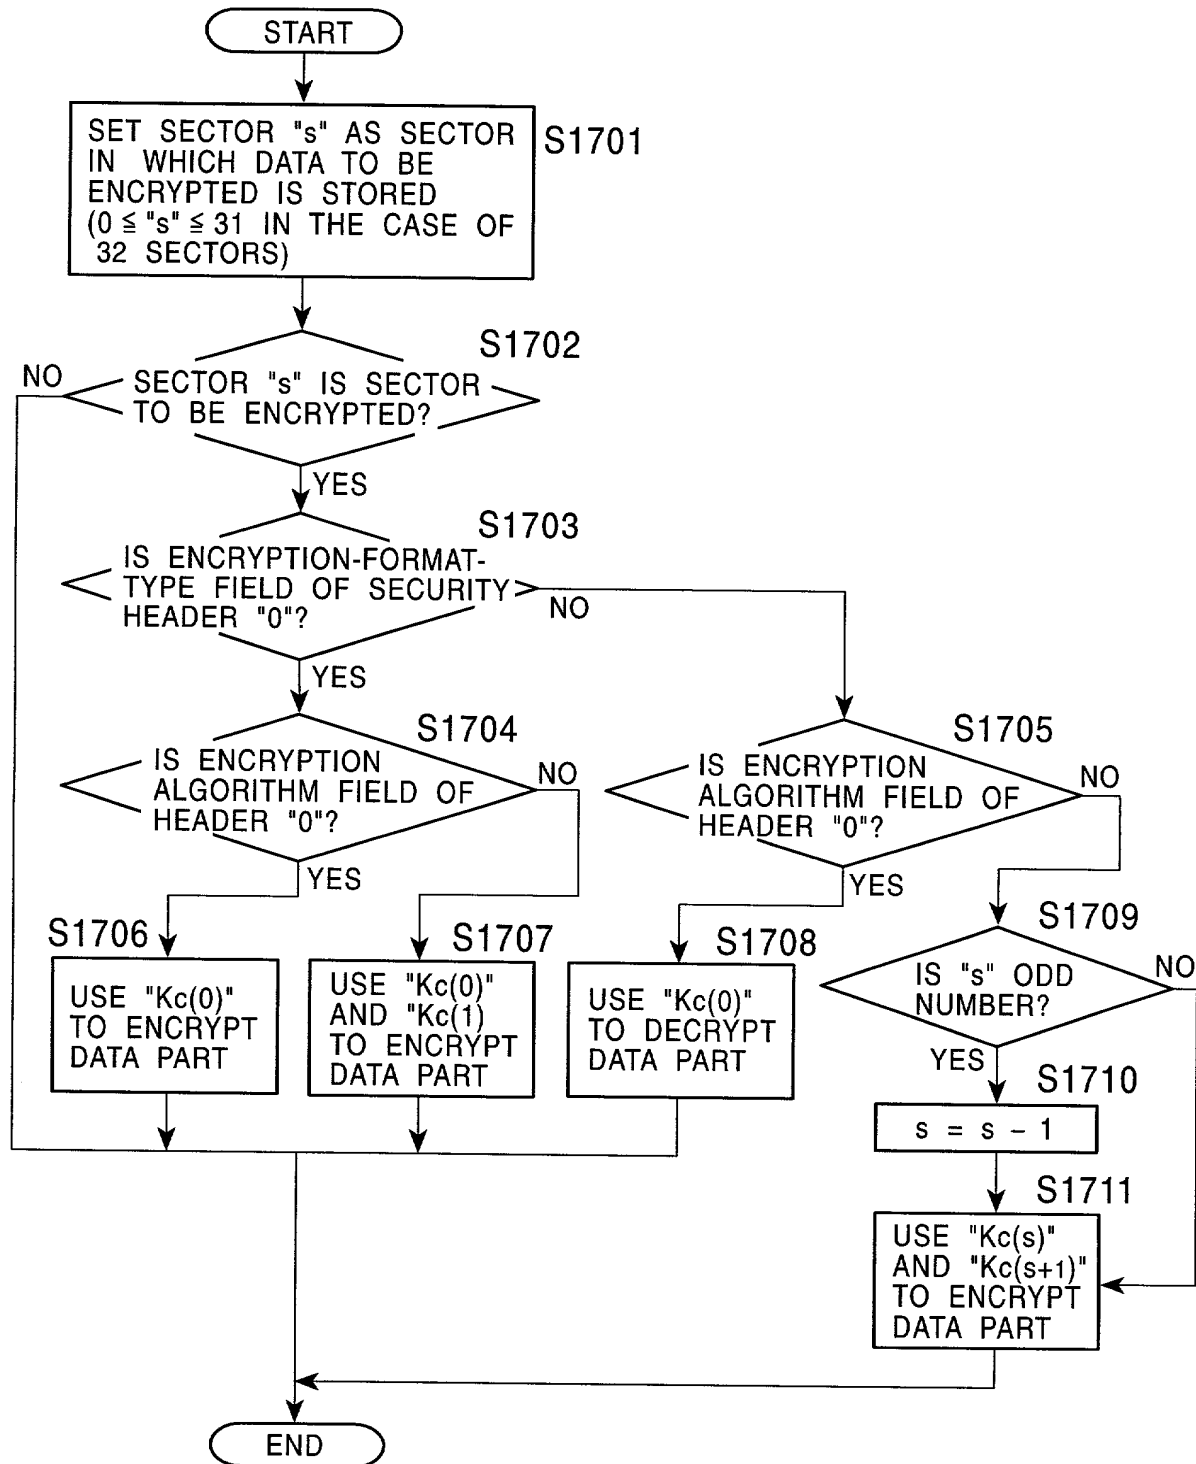 START
SET SECTOR "s" AS SECTOR
IN WHICH DATA TO BE
ENCRYPTED IS STORED
(0 ≦ "s" ≦ 31 IN THE CASE OF
32 SECTORS)
S1701
S1702
NO
SECTOR "s" IS SECTOR
TO BE ENCRYPTED?
YES
S1703
IS ENCRYPTION-FORMAT-
TYPE FIELD OF SECURITY
HEADER "0"?
NO
YES
S1704
IS ENCRYPTION
ALGORITHM FIELD OF
HEADER "0"?
NO
YES
S1705
IS ENCRYPTION
ALGORITHM FIELD OF
HEADER "0"?
NO
YES
S1706
USE "Kc(0)"
TO ENCRYPT
DATA PART
S1707
USE "Kc(0)"
AND "Kc(1)
TO ENCRYPT
DATA PART
S1708
USE "Kc(0)"
TO DECRYPT
DATA PART
S1709
IS "s" ODD
NUMBER?
NO
YES
S1710
s = s - 1
S1711
USE "Kc(s)"
AND "Kc(s+1)"
TO ENCRYPT
DATA PART
END